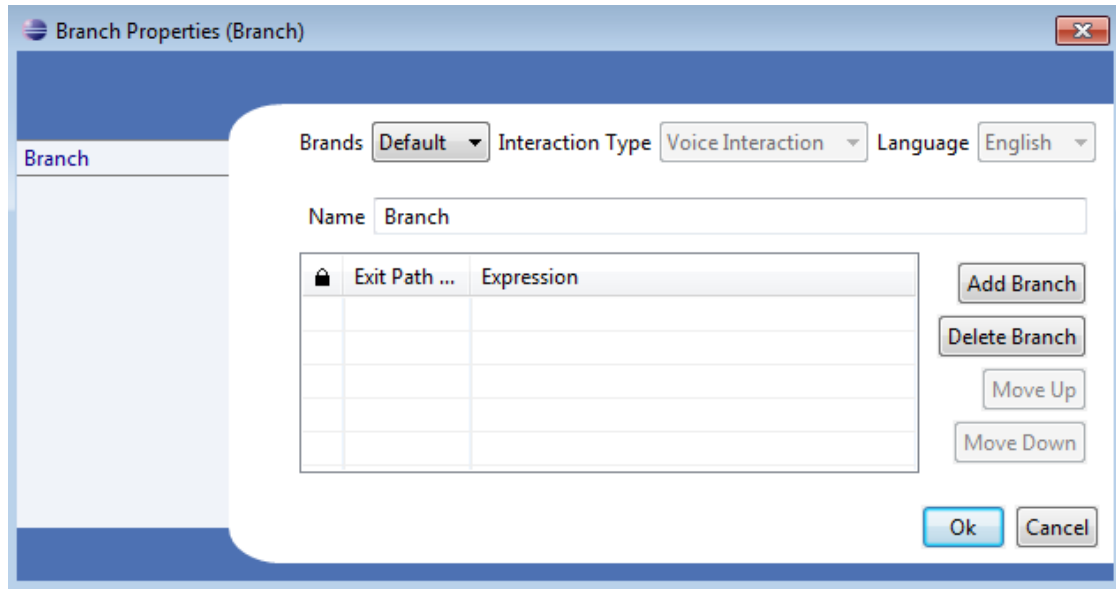 Branch Properties (Branch)
Branch
Brands Default Interaction Type Voice Interaction Language English
Name Branch
Exit Path ... Expression
Add Branch
Delete Branch
Move Up
Move Down
Ok Cancel